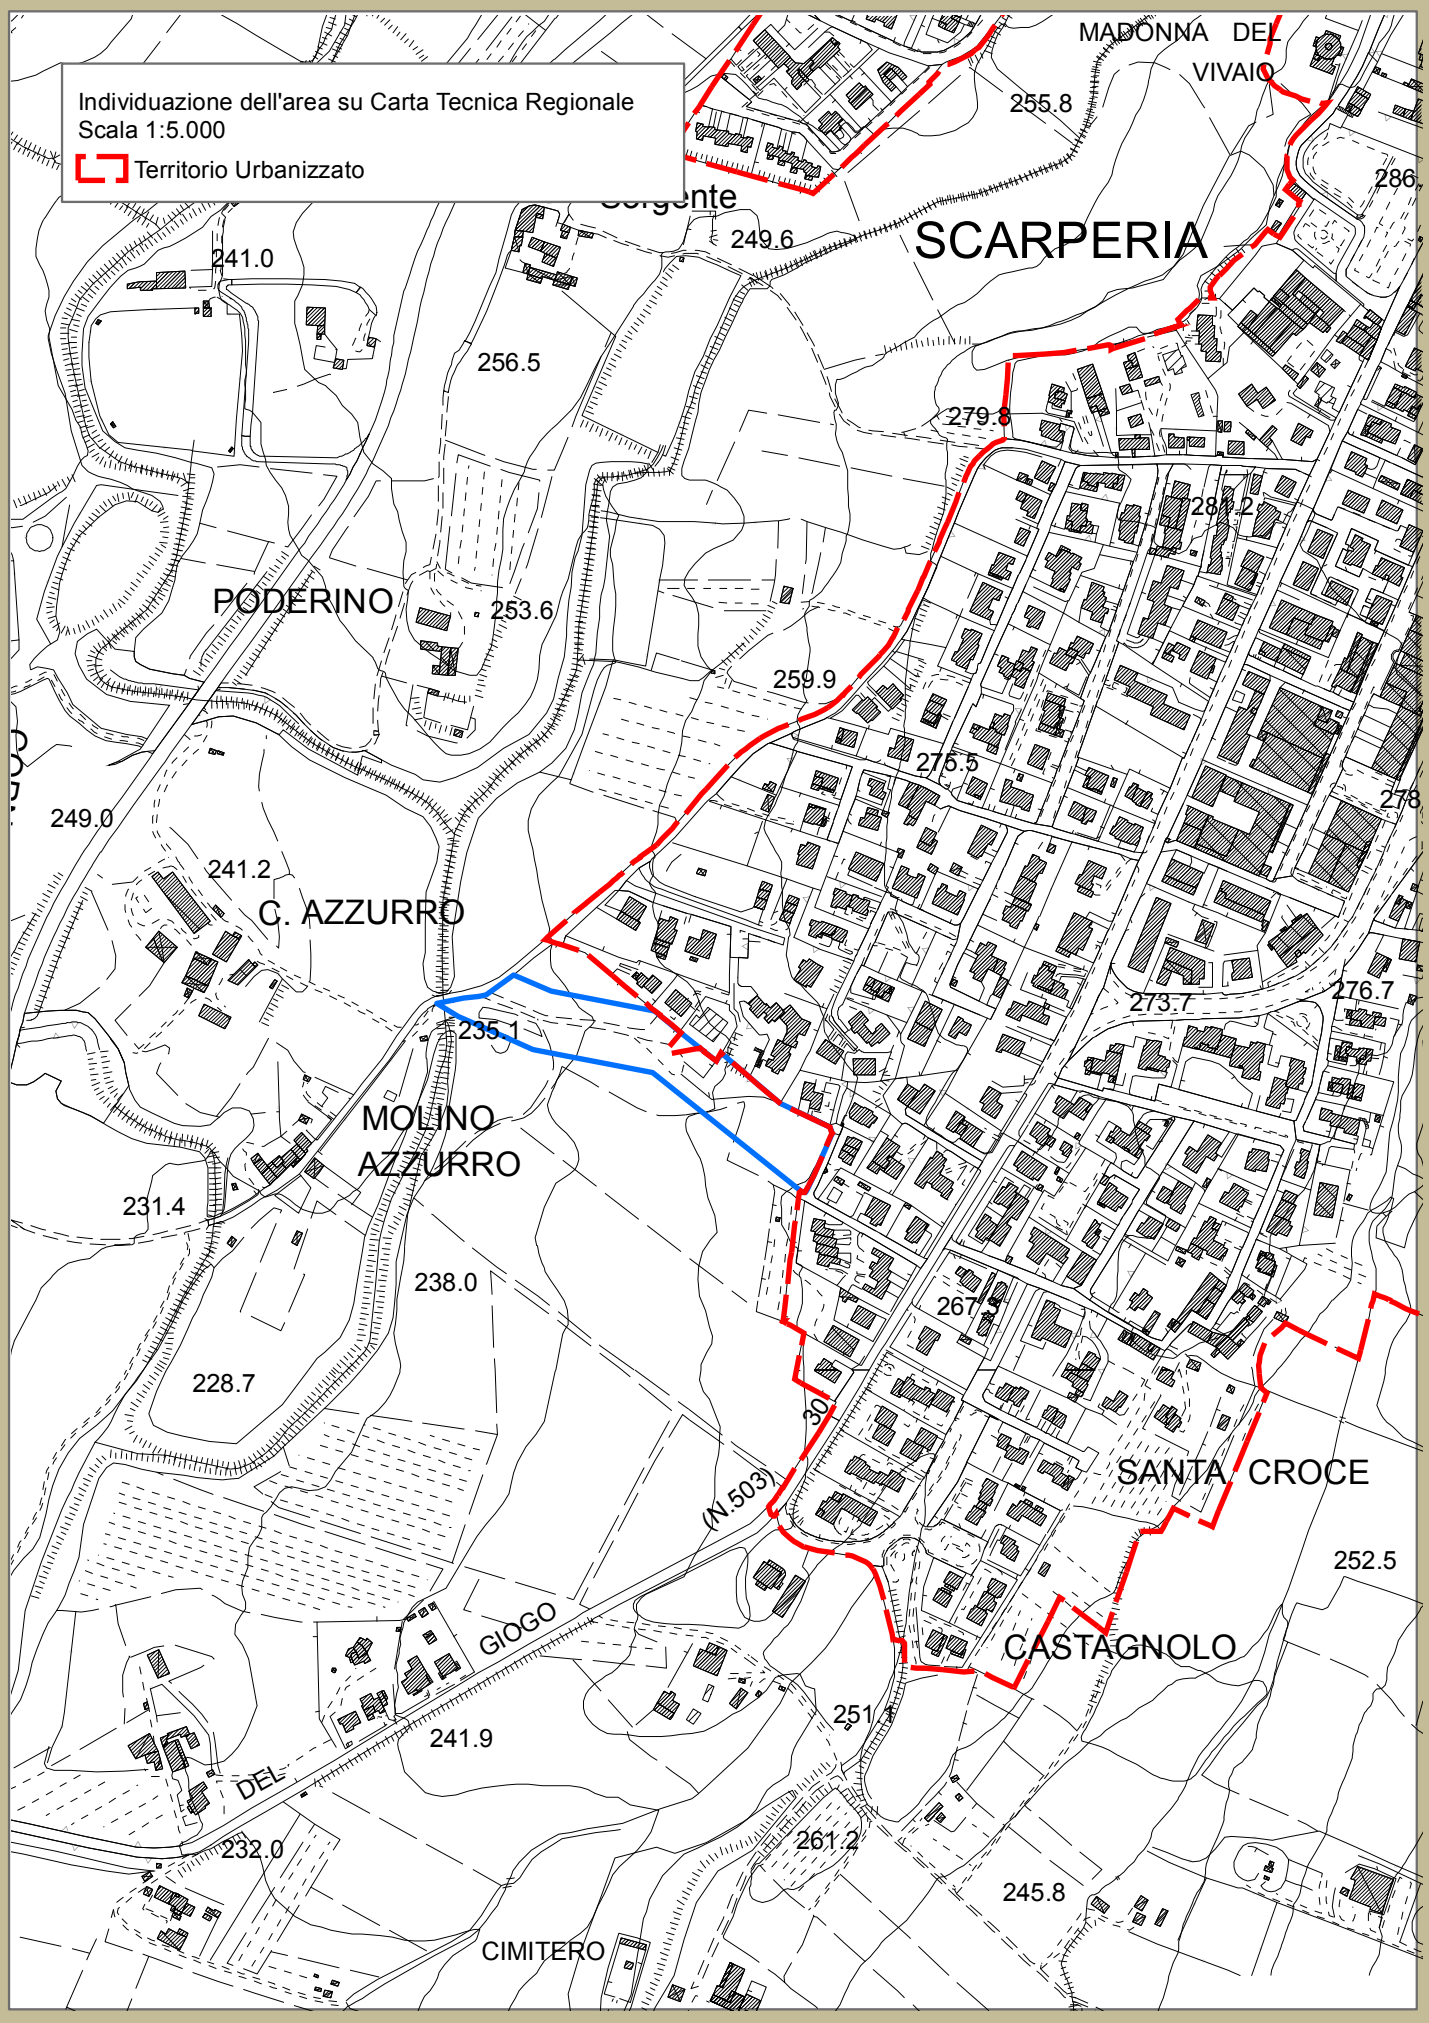 MADONNA DEL
VIVAIO
Individuazione dell'area su Carta Tecnica Regionale
Scala 1:5.000
Territorio Urbanizzato
255.8
286.
Sorgente
249.6
SCARPERIA
241.0
256.5
279.8
281.2
PODERINO
253.6
259.9
275.5
278
249.0
241.2
C. AZZURRO
235.1
273.7
276.7
MOLINO
AZZURRO
231.4
238.0
267.3
228.7
30
SANTA CROCE
(N.503)
252.5
GIOGO
CASTAGNOLO
251
241.9
DEL
232.0
261.2
245.8
CIMITERO